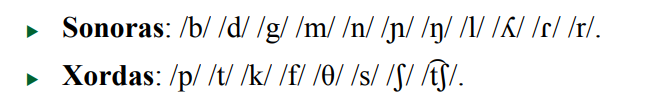 ▶ Sonoras: /b/ /d/ /g/ /m/ /n/ /ɲ/ /ŋ/ /l/ /ʎ/ /ɾ/ /r/.
▶ Xordas: /p/ /t/ /k/ /f/ /θ/ /s/ /ʃ/ /t͡ʃ/.